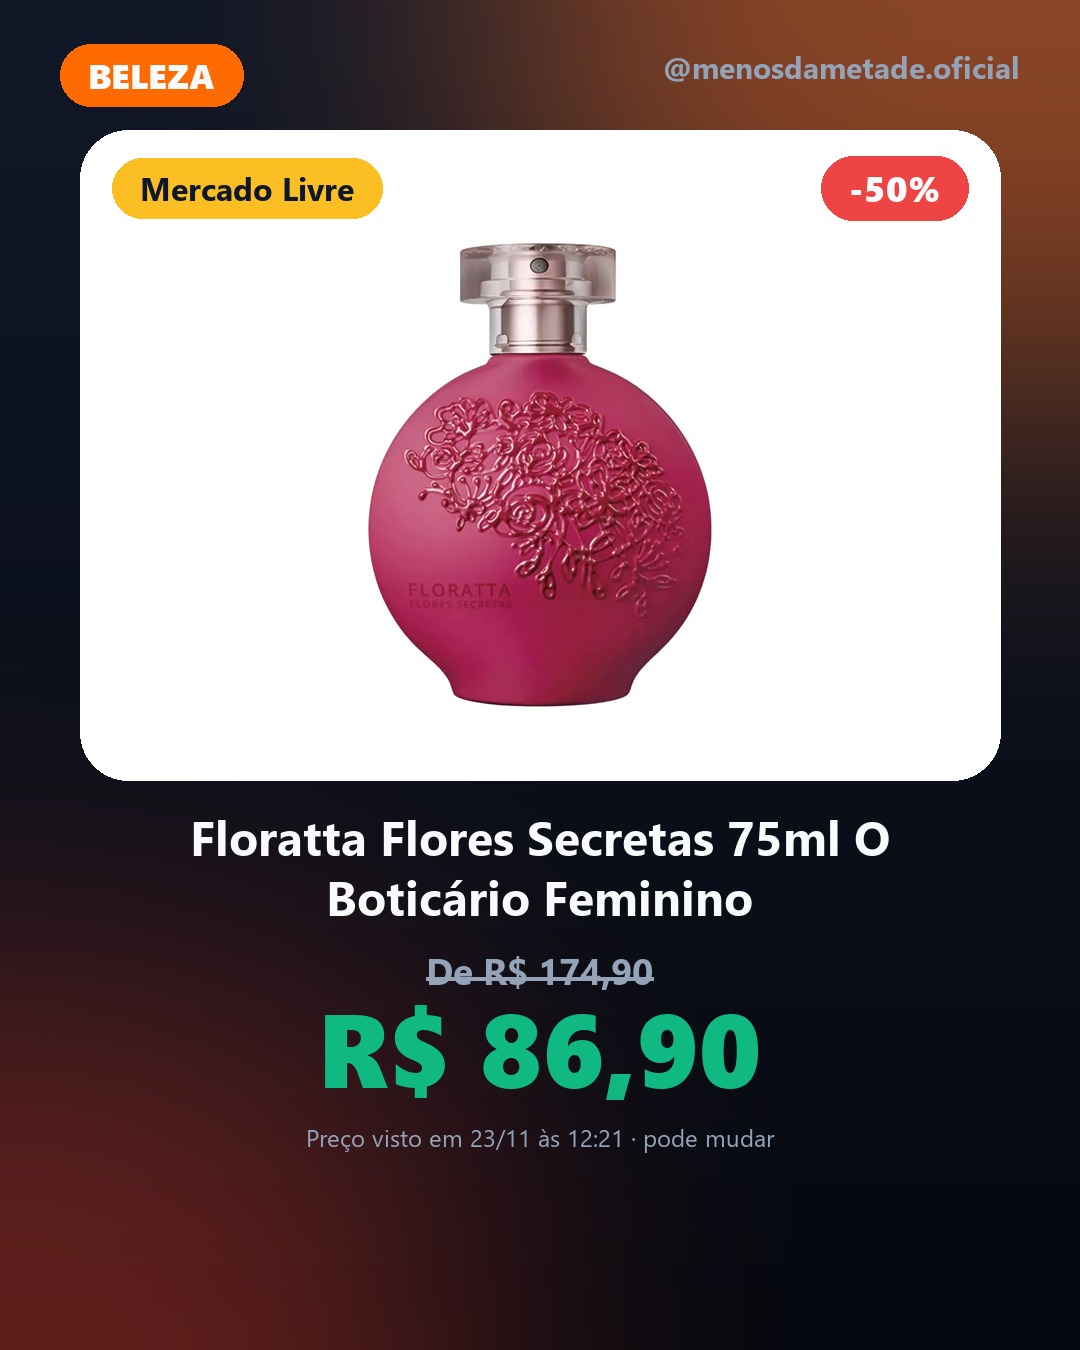 BELEZA
@menosdametade.oficial
Mercado Livre
-50%
FLORATTA
FLORES SECRETAS
Floratta Flores Secretas 75ml O
Boticário Feminino
De R$ 174,90
R$ 86,90
Preço visto em 23/11 às 12:21 · pode mudar